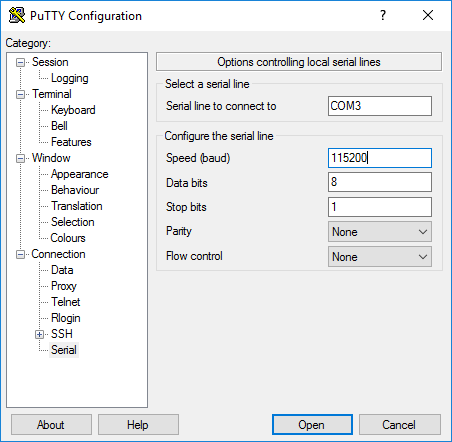 PuTTY Configuration
?
Category:
Session
Logging
Terminal
Keyboard
Bell
Features
Window
Appearance
Behaviour
Translation
Selection
Colours
Connection
Data
Proxy
Telnet
Rlogin
SSH
Serial
Options controlling local serial lines
Select a serial line
Serial line to connect to COM3
Configure the serial line
Speed (baud) 115200
Data bits 8
Stop bits 1
Parity None
Flow control None
About Help Open Cancel